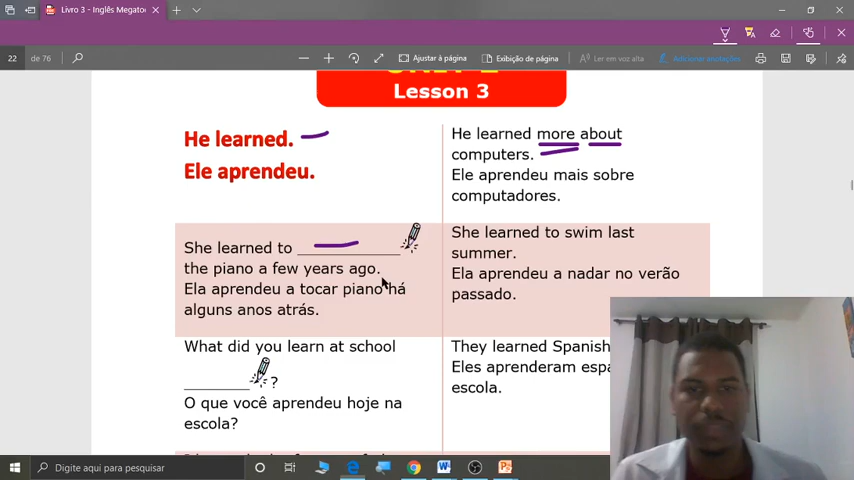 Livro 3 - Inglês Megato
22 de 76
Ajustar à página
Exibição de página
Ler em voz alta
Adicionar anotações
Lesson 3
He learned.
Ele aprendeu.
He learned more about
computers.
Ele aprendeu mais sobre
computadores.
She learned to ____________
the piano a few years ago.
Ela aprendeu a tocar piano há
alguns anos atrás.
She learned to swim last
summer.
Ela aprendeu a nadar no verão
passado.
What did you learn at school
________ ?
O que você aprendeu hoje na
escola?
They learned Spanish
Eles aprenderam espa
escola.
Digite aqui para pesquisar